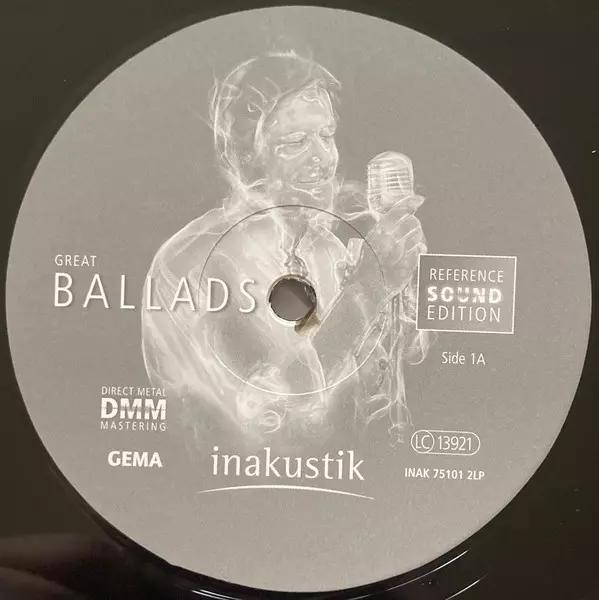 GREAT
BALLADS
REFERENCE
SOUND
EDITION
Side 1A
DIRECT METAL
DMM
MASTERING
GEMA
inakustik
LC 13921
INAK 75101 2LP